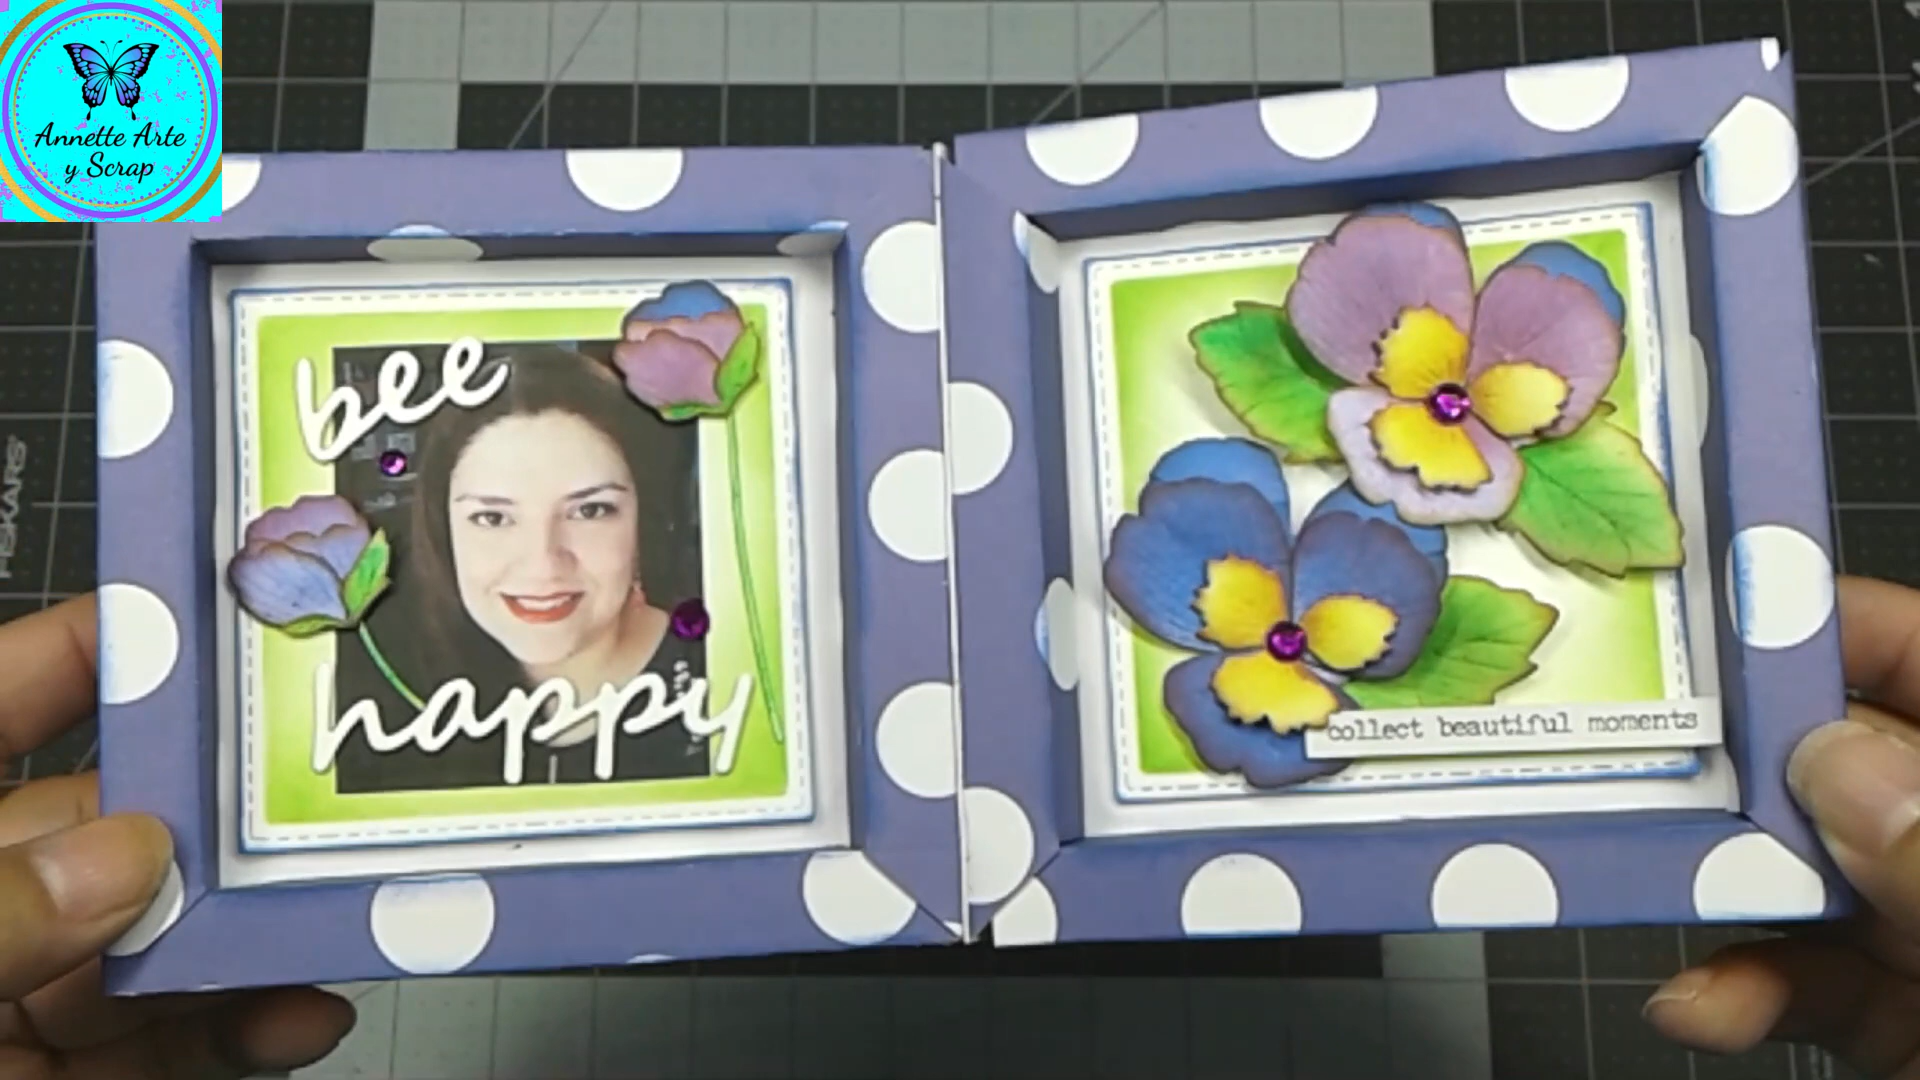 Annette Arte
y Scrap
bee
happy
collect beautiful moments
FISKARS